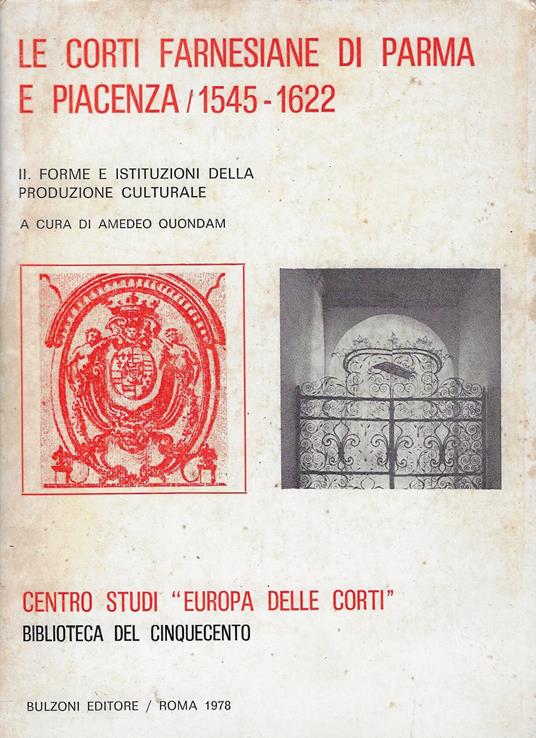 LE CORTI FARNESIANE DI PARMA
E PIACENZA / 1545 - 1622
II. FORME E ISTITUZIONI DELLA
PRODUZIONE CULTURALE
A CURA DI AMEDEO QUONDAM
CENTRO STUDI “EUROPA DELLE CORTI”
BIBLIOTECA DEL CINQUECENTO
BULZONI EDITORE / ROMA 1978